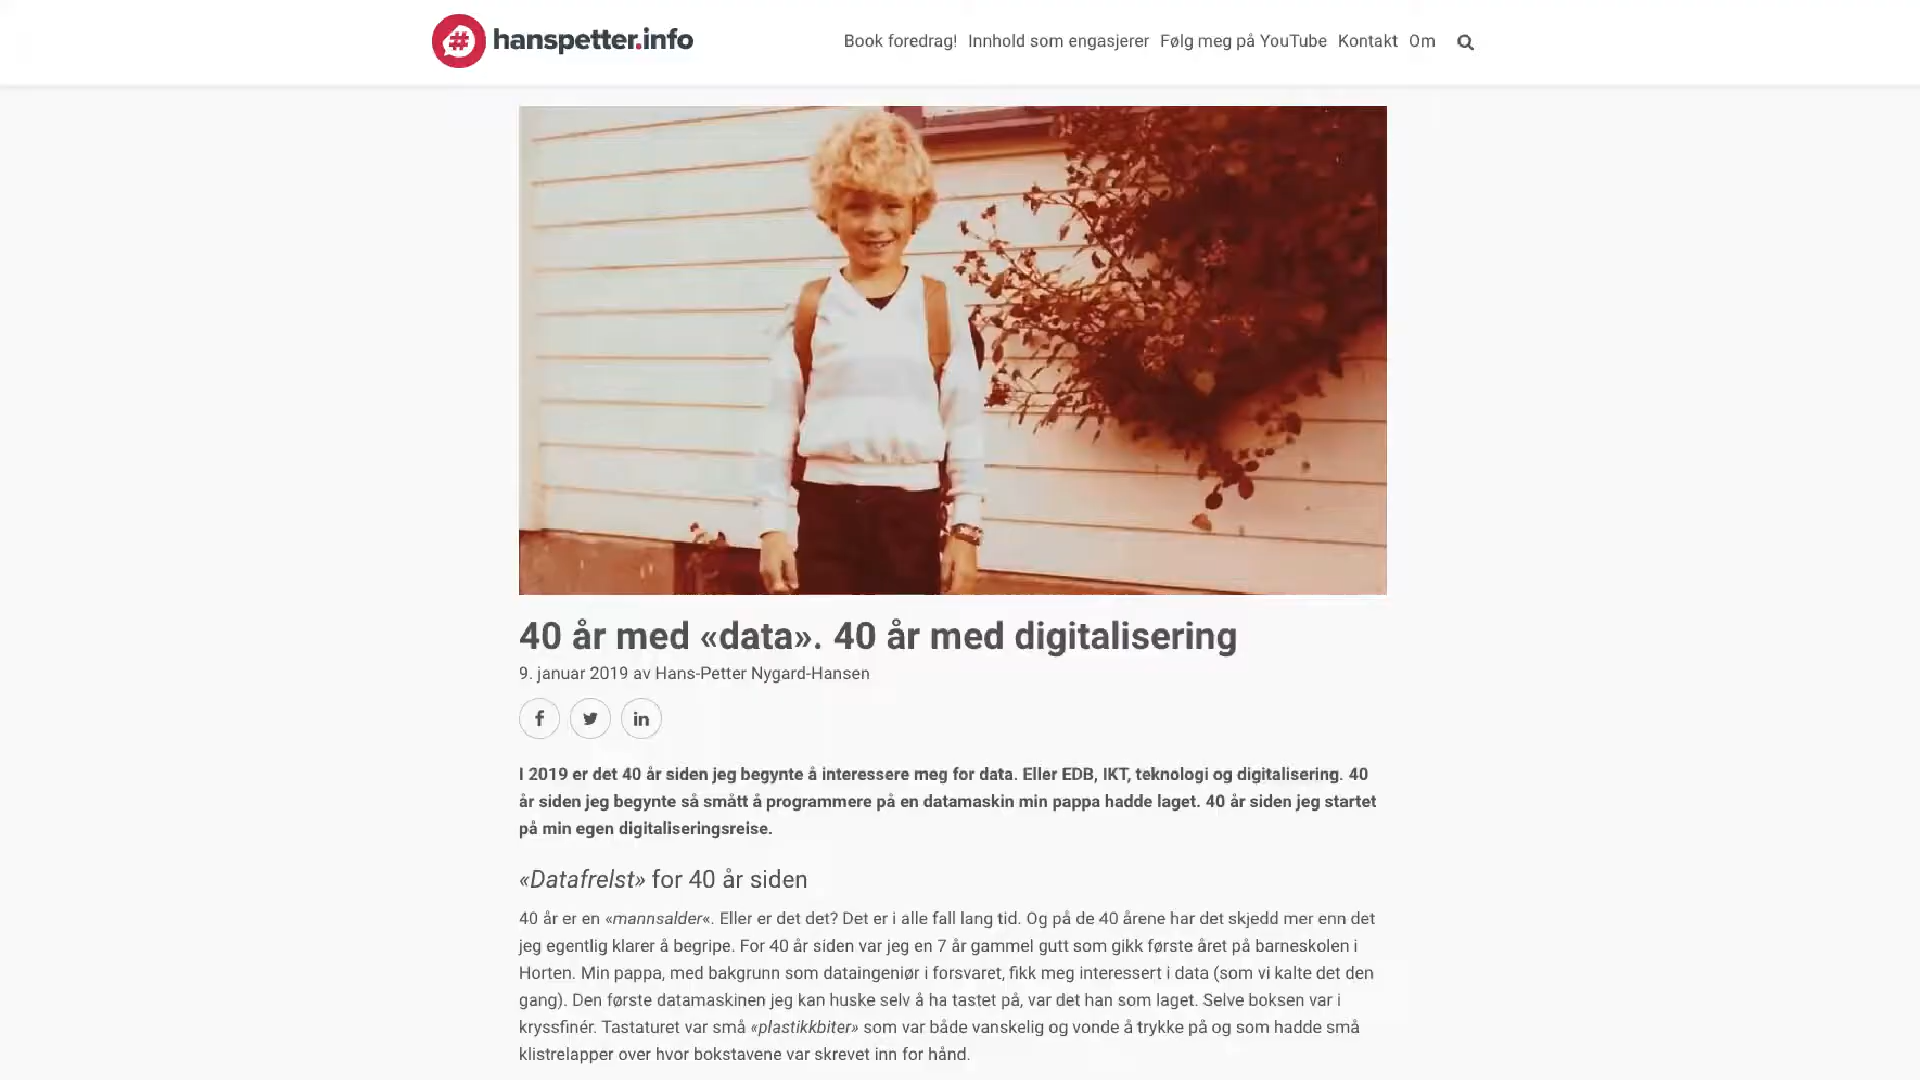 # hanspetter.info
Book foredrag! Innhold som engasjerer Følg meg på YouTube Kontakt Om
40 år med «data». 40 år med digitalisering
9. januar 2019 av Hans-Petter Nygard-Hansen
I 2019 er det 40 år siden jeg begynte å interessere meg for data. Eller EDB, IKT, teknologi og digitalisering. 40
år siden jeg begynte så smått å programmere på en datamaskin min pappa hadde laget. 40 år siden jeg startet
på min egen digitaliseringsreise.
«Datafrelst» for 40 år siden
40 år er en «mannsalder«. Eller er det det? Det er i alle fall lang tid. Og på de 40 årene har det skjedd mer enn det
jeg egentlig klarer å begripe. For 40 år siden var jeg en 7 år gammel gutt som gikk første året på barneskolen i
Horten. Min pappa, med bakgrunn som dataingeniør i forsvaret, fikk meg interessert i data (som vi kalte det den
gang). Den første datamaskinen jeg kan huske selv å ha tastet på, var det han som laget. Selve boksen var i
kryssfinér. Tastaturet var små «plastikkbiter» som var både vanskelig og vonde å trykke på og som hadde små
klistrelapper over hvor bokstavene var skrevet inn for hånd.